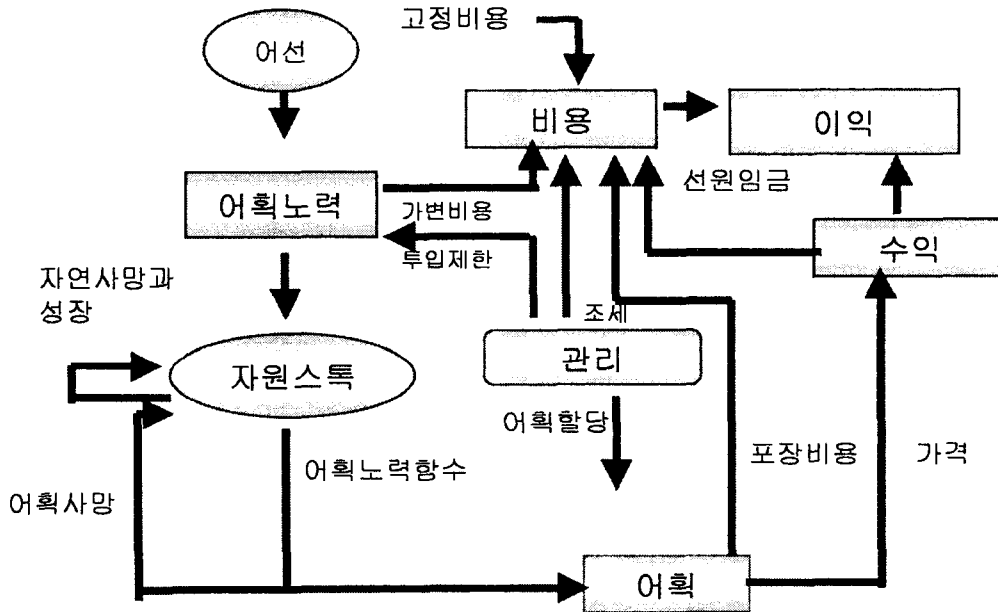 고정비용
어선
비용
이익
어획노력
가변비용
선원임금
수익
투입제한
자연사망과
성장
조세
관리
자원스톡
어획할당
어획노력함수
포장비용
가격
어획사망
어획